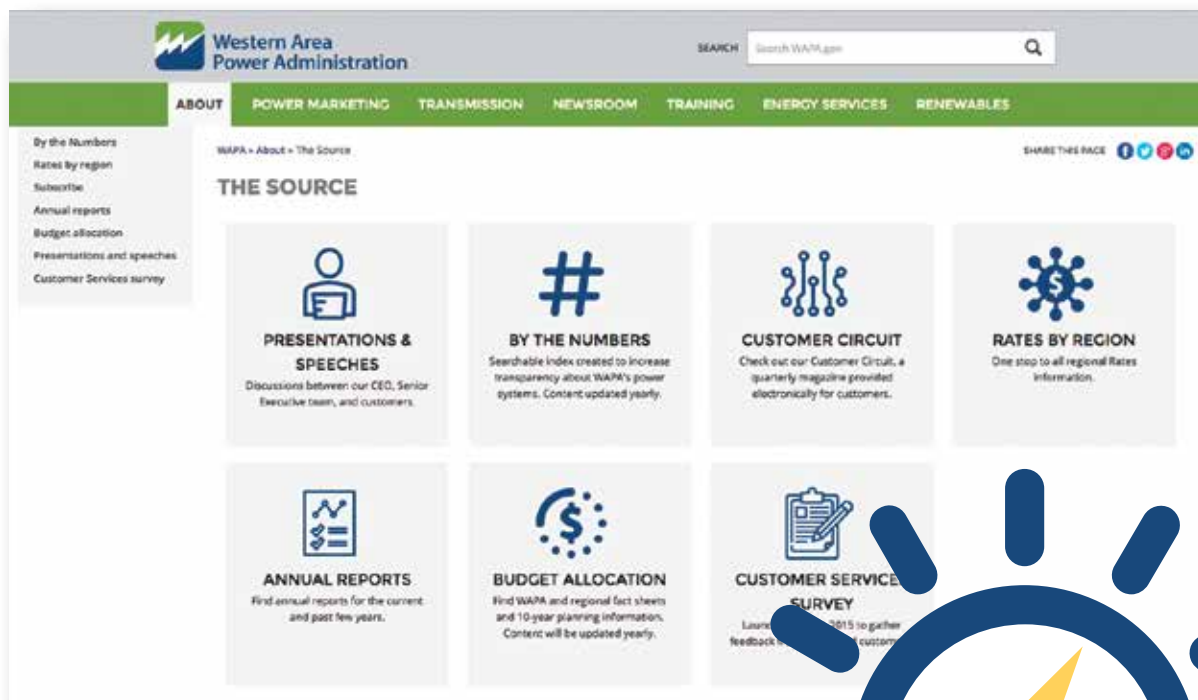 Western Area
Power Administration
SEARCH
Search WAPA.gov
ABOUT POWER MARKETING TRANSMISSION NEWSROOM TRAINING ENERGY SERVICES RENEWABLES
By the Numbers
Rates by region
Subscribe
Annual reports
Budget allocation
Presentations and speeches
Customer Services survey
WAPA » About » The Source
SHARE THIS PAGE
THE SOURCE
PRESENTATIONS &
SPEECHES
Discussions between our CEO, Senior
Executive team, and customers.
BY THE NUMBERS
Searchable index created to increase
transparency about WAPA's power
systems. Content updated yearly.
CUSTOMER CIRCUIT
Check out our Customer Circuit, a
quarterly magazine provided
electronically for customers.
RATES BY REGION
One stop to all regional Rates
information.
ANNUAL REPORTS
Find annual reports for the current
and past few years.
BUDGET ALLOCATION
Find WAPA and regional fact sheets
and 10-year planning information.
Content will be updated yearly.
CUSTOMER SERVICE
SURVEY
2015 to gather
feedback